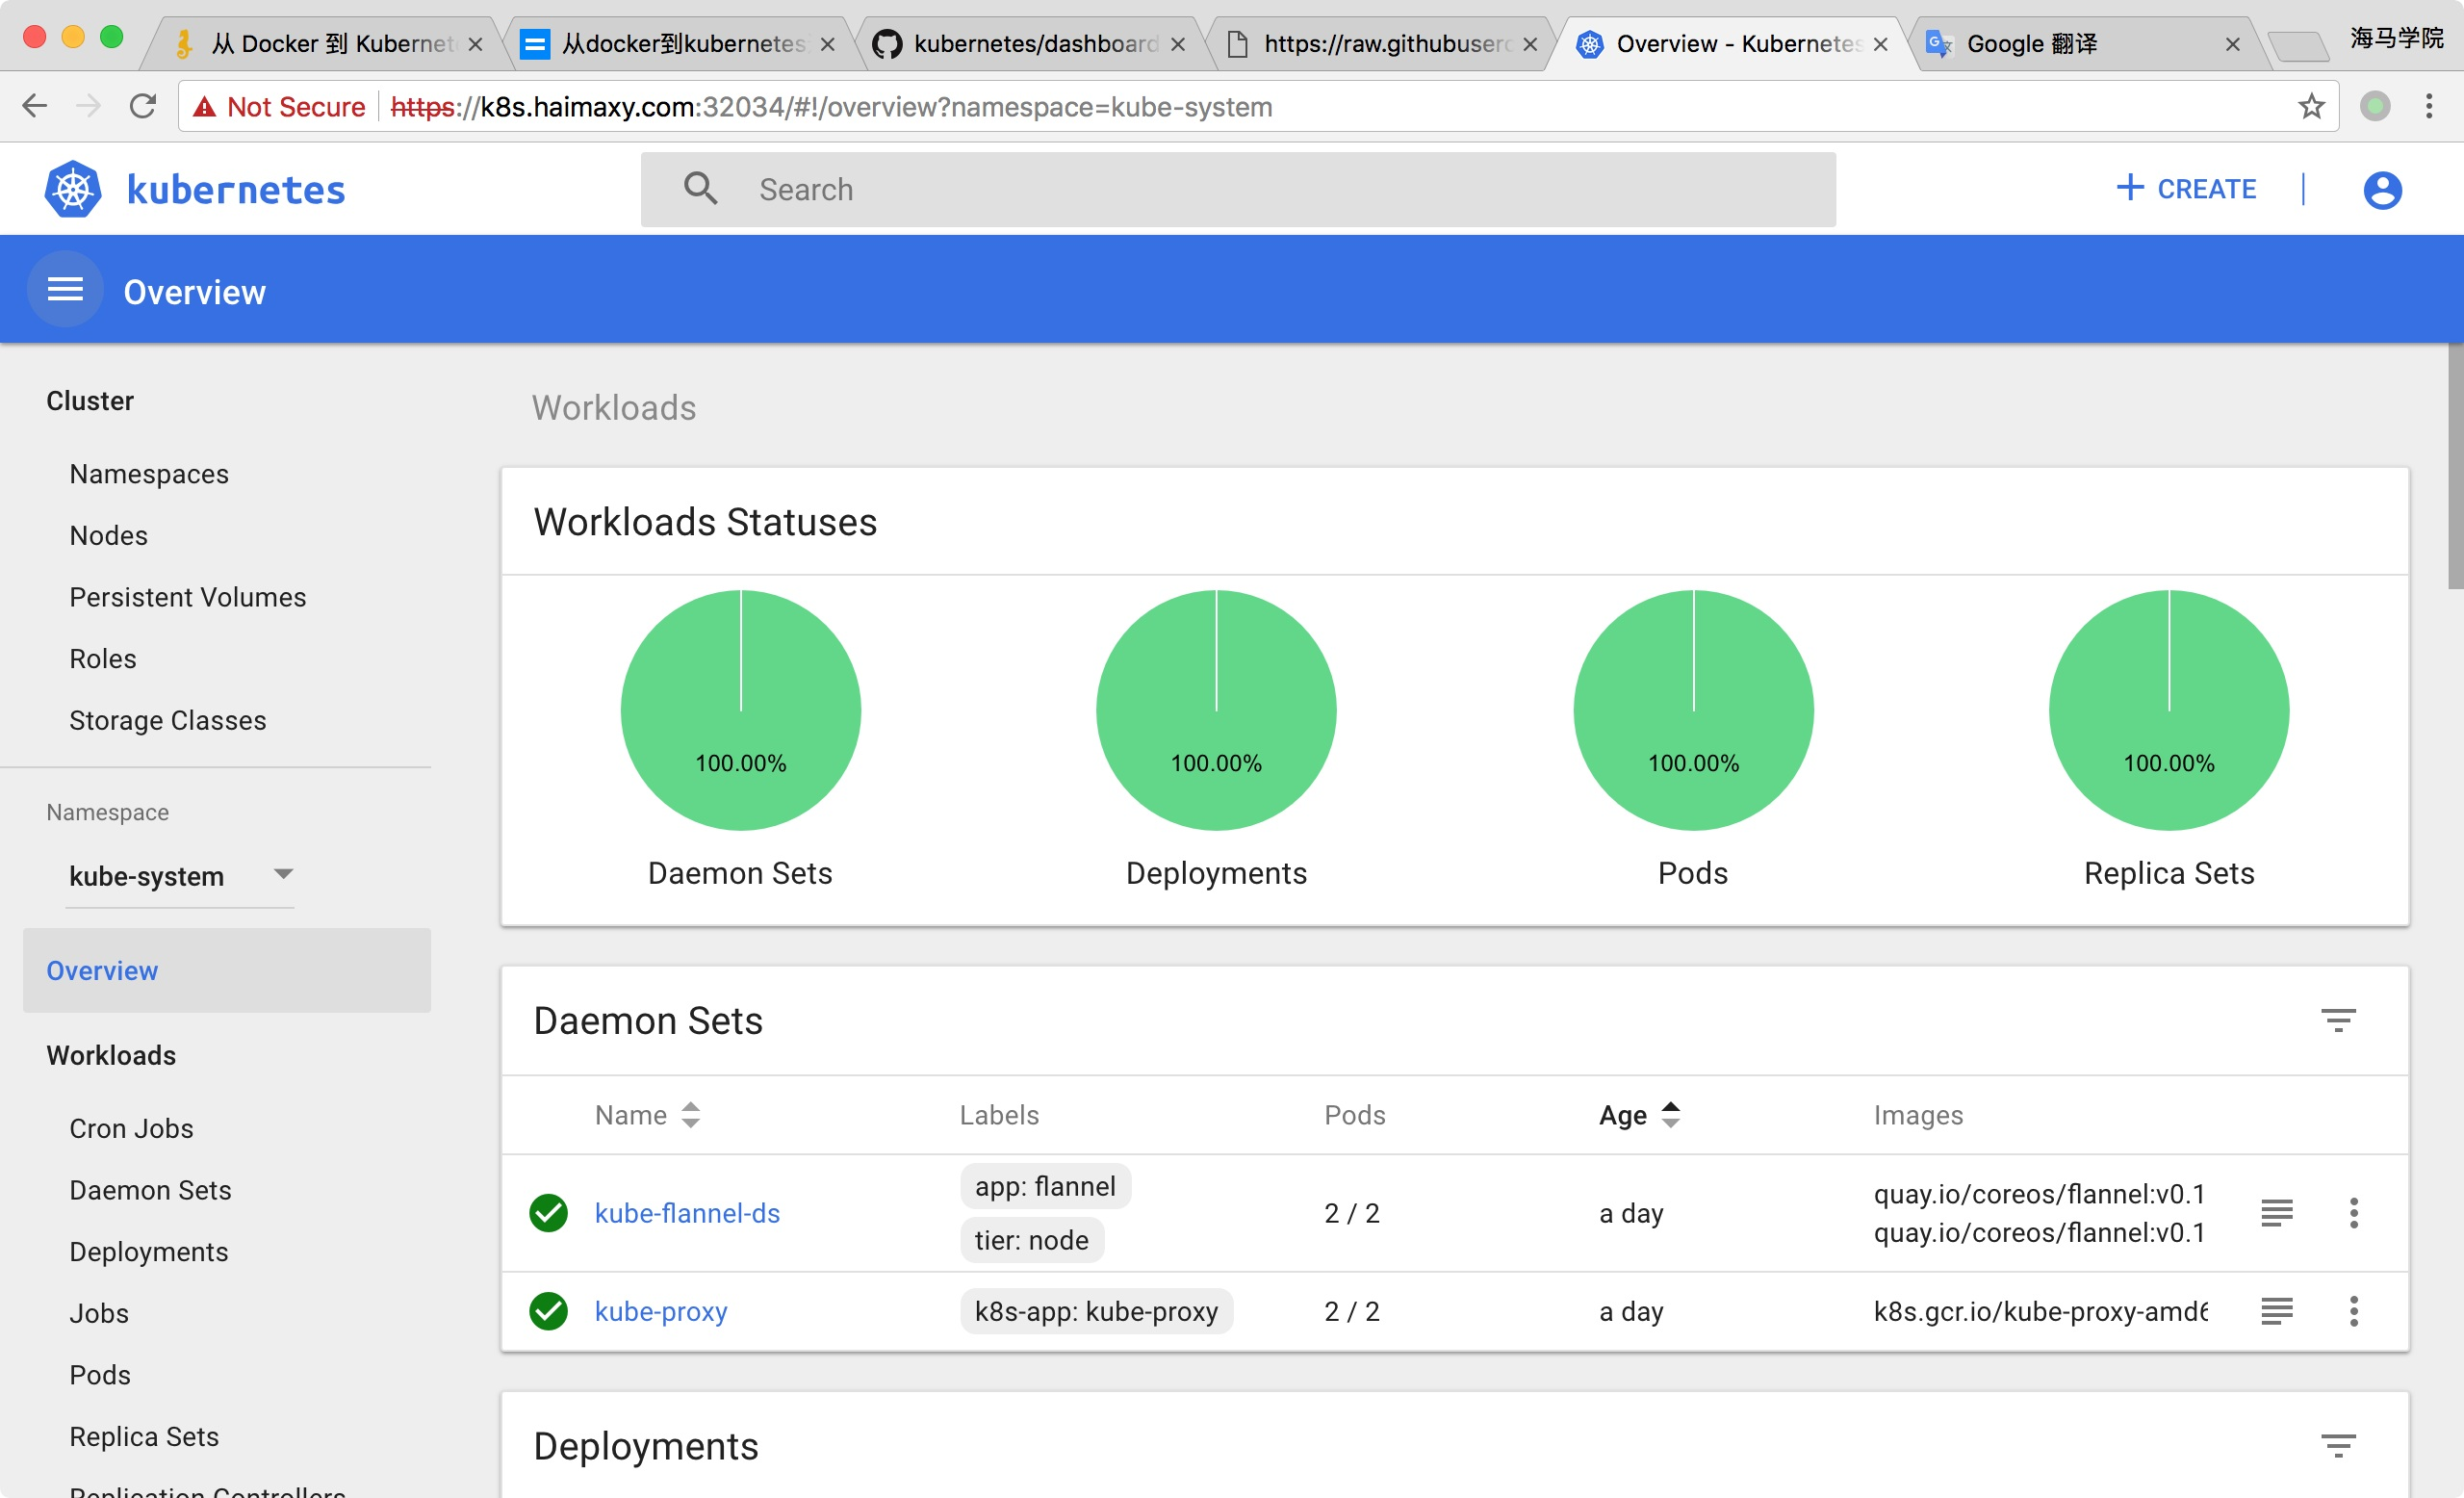 从 Docker 到 Kubernet
从docker到kubernetes
kubernetes/dashboard
https://raw.githubuserc
Overview - Kubernetes
Google 翻译
海马学院
Not Secure
https://k8s.haimaxy.com:32034/#!/overview?namespace=kube-system
kubernetes
Search
CREATE
Overview
Cluster
Namespaces
Nodes
Persistent Volumes
Roles
Storage Classes
Namespace
kube-system
Overview
Workloads
Cron Jobs
Daemon Sets
Deployments
Jobs
Pods
Replica Sets
Replication Controllers
Workloads
Workloads Statuses
100.00% 100.00% 100.00% 100.00%
Daemon Sets Deployments Pods Replica Sets
Daemon Sets
Name Labels Pods Age Images
kube-flannel-ds app: flannel tier: node 2 / 2 a day quay.io/coreos/flannel:v0.1 quay.io/coreos/flannel:v0.1
kube-proxy k8s-app: kube-proxy 2 / 2 a day k8s.gcr.io/kube-proxy-amd6
Deployments